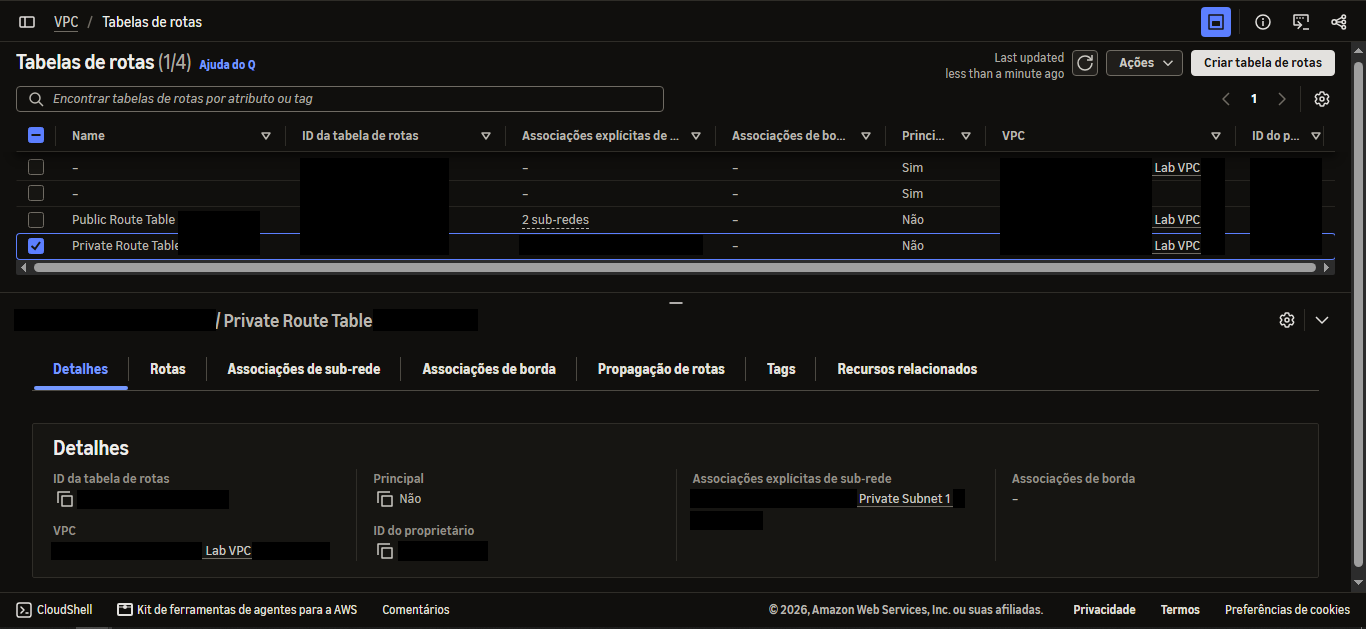 VPC / Tabelas de rotas
Tabelas de rotas (1/4) Ajuda do Q
Last updated
less than a minute ago
Ações
Criar tabela de rotas
Encontrar tabelas de rotas por atributo ou tag
1
Name ID da tabela de rotas Associações explícitas de ... Associações de bo... Princi... VPC ID do p...
– – – Sim Lab VPC
– – – Sim
Public Route Table 2 sub-redes – Não Lab VPC
Private Route Table – Não Lab VPC
/ Private Route Table
Detalhes Rotas Associações de sub-rede Associações de borda Propagação de rotas Tags Recursos relacionados
Detalhes
ID da tabela de rotas
VPC
Lab VPC
Principal
Não
ID do proprietário
Associações explícitas de sub-rede
Private Subnet 1
Associações de borda
–
CloudShell Kit de ferramentas de agentes para a AWS Comentários © 2026, Amazon Web Services, Inc. ou suas afiliadas. Privacidade Termos Preferências de cookies